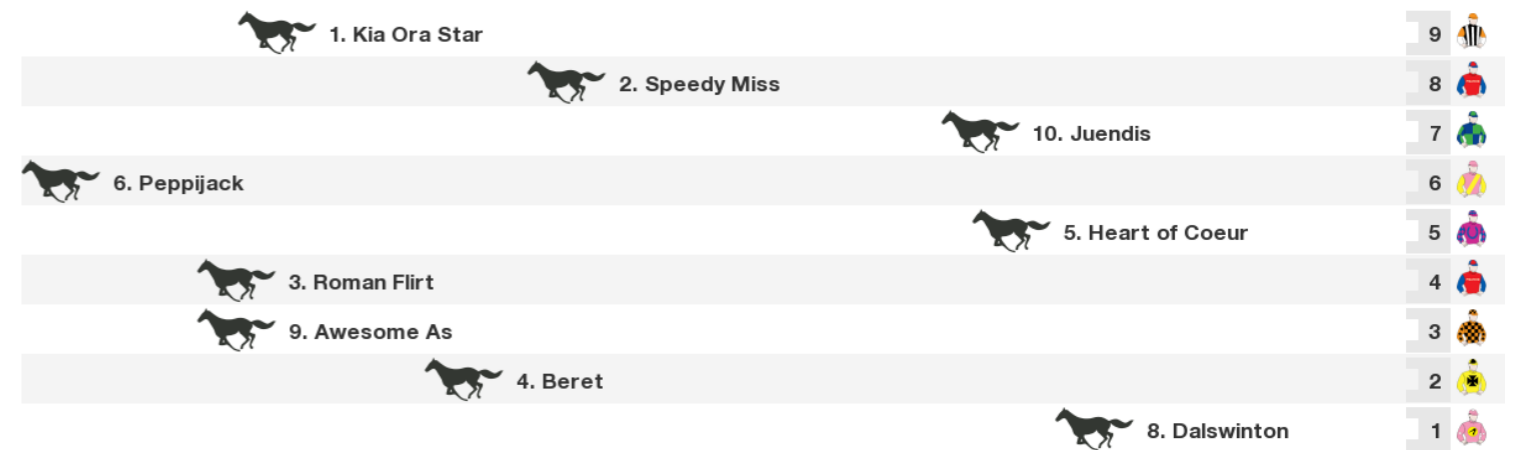 1. Kia Ora Star 9
2. Speedy Miss 8
10. Juendis 7
6. Peppijack 6
5. Heart of Coeur 5
3. Roman Flirt 4
9. Awesome As 3
4. Beret 2
8. Dalswinton 1